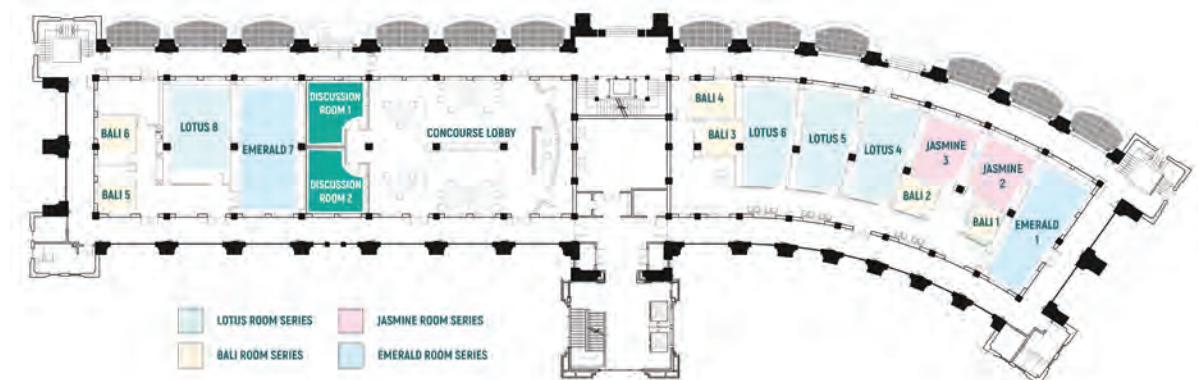 BALI 6
BALI 5
LOTUS 8
EMERALD 7
DISCUSSION
ROOM 1
DISCUSSION
ROOM 2
CONCOURSE LOBBY
BALI 4
BALI 3
LOTUS 6
LOTUS 5
LOTUS 4
JASMINE
3
BALI 2
JASMINE
2
BALI 1
EMERALD
1
LOTUS ROOM SERIES
JASMINE ROOM SERIES
BALI ROOM SERIES
EMERALD ROOM SERIES